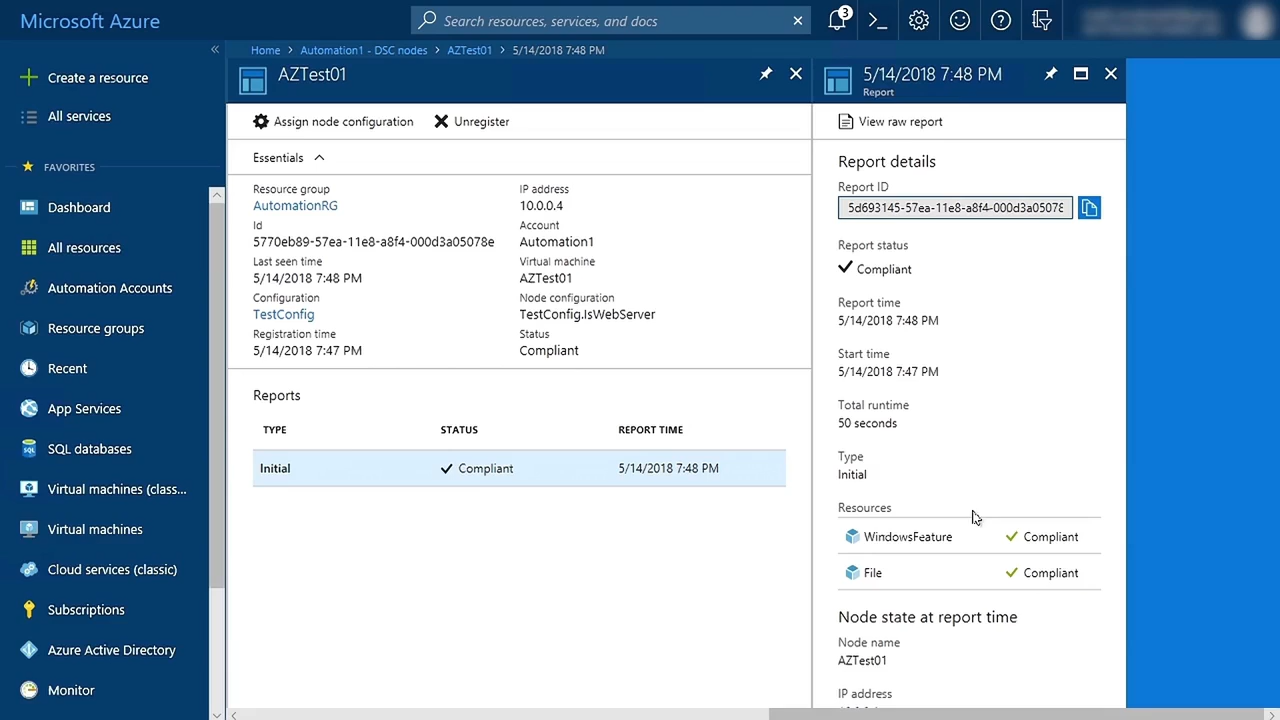 Microsoft Azure
Search resources, services, and docs
3
Home
Automation1 - DSC nodes
AZTest01
5/14/2018 7:48 PM
Create a resource
All services
FAVORITES
Dashboard
All resources
Automation Accounts
Resource groups
Recent
App Services
SQL databases
Virtual machines (class...
Virtual machines
Cloud services (classic)
Subscriptions
Azure Active Directory
Monitor
AZTest01
Assign node configuration
Unregister
Essentials
Resource group
AutomationRG
Id
5770eb89-57ea-11e8-a8f4-000d3a05078e
Last seen time
5/14/2018 7:48 PM
Configuration
TestConfig
Registration time
5/14/2018 7:47 PM
IP address
10.0.0.4
Account
Automation1
Virtual machine
AZTest01
Node configuration
TestConfig.IsWebServer
Status
Compliant
Reports
TYPE STATUS REPORT TIME
Initial Compliant 5/14/2018 7:48 PM
5/14/2018 7:48 PM
Report
View raw report
Report details
Report ID
5d693145-57ea-11e8-a8f4-000d3a05078
Report status
Compliant
Report time
5/14/2018 7:48 PM
Start time
5/14/2018 7:47 PM
Total runtime
50 seconds
Type
Initial
Resources
WindowsFeature Compliant
File Compliant
Node state at report time
Node name
AZTest01
IP address